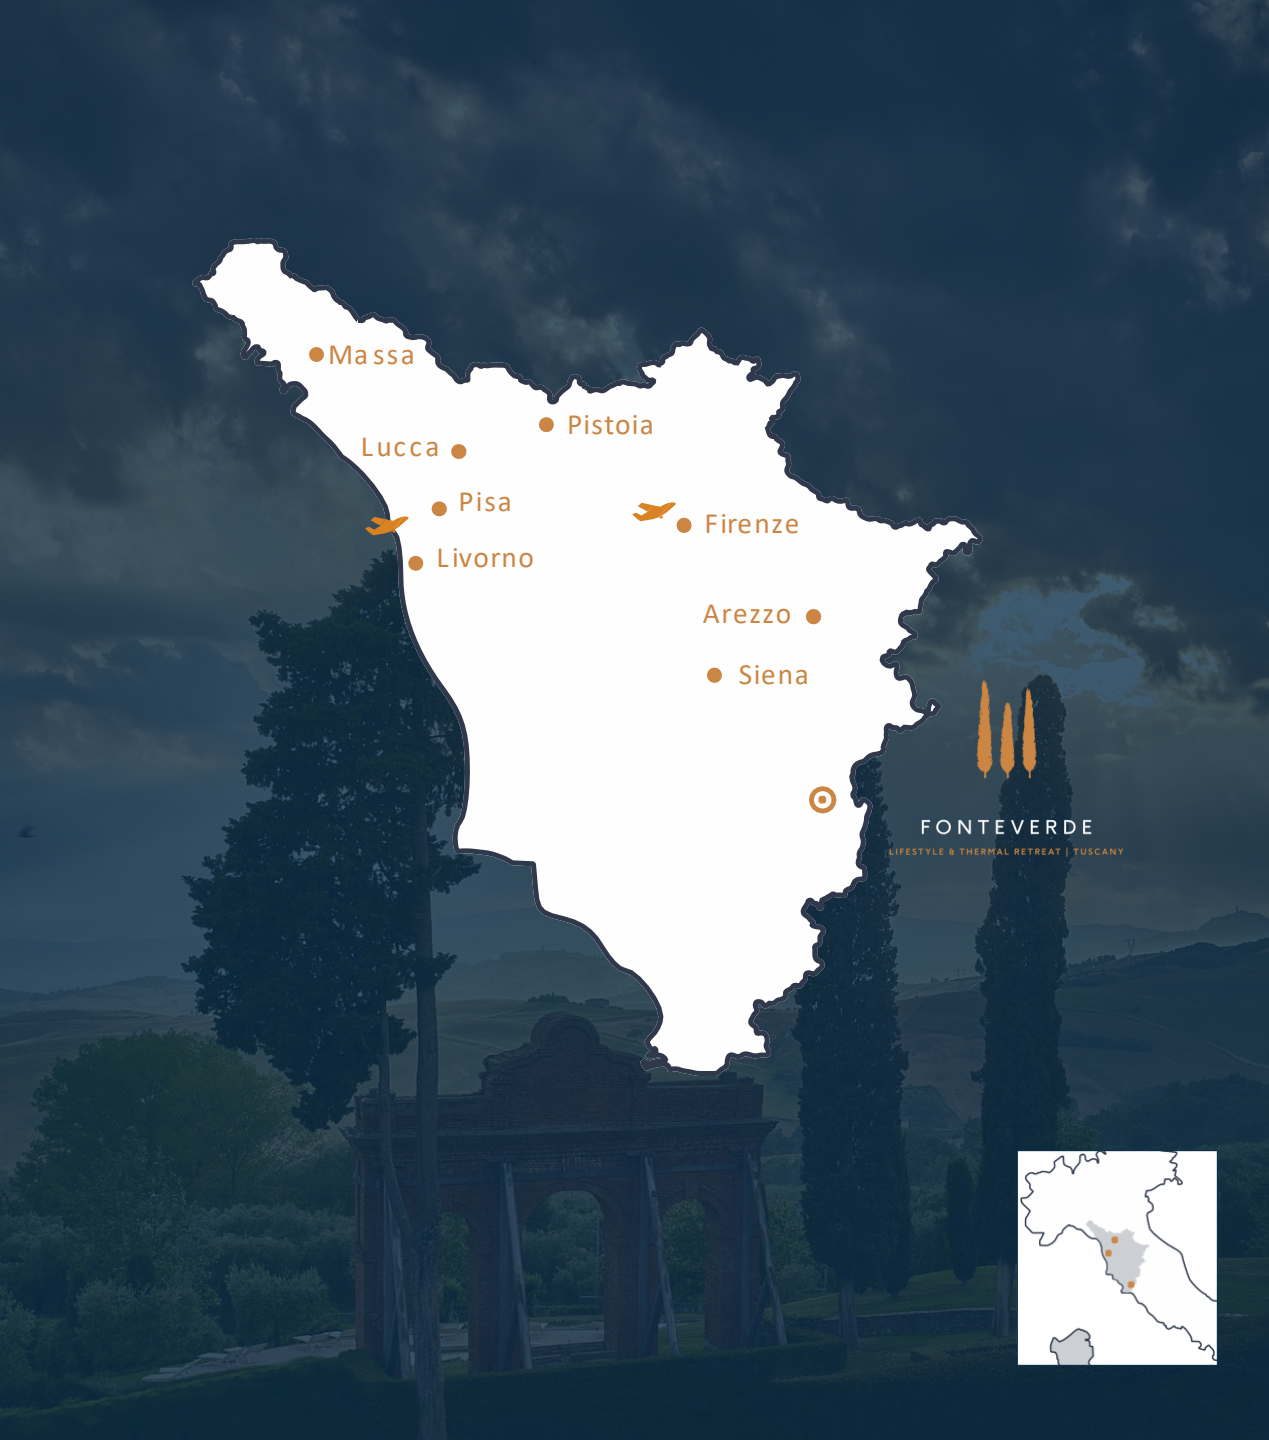 Massa
Pistoia
Lucca
Pisa
Firenze
Livorno
Arezzo
Siena
FONTEVERDE
LIFESTYLE & THERMAL RETREAT | TUSCANY